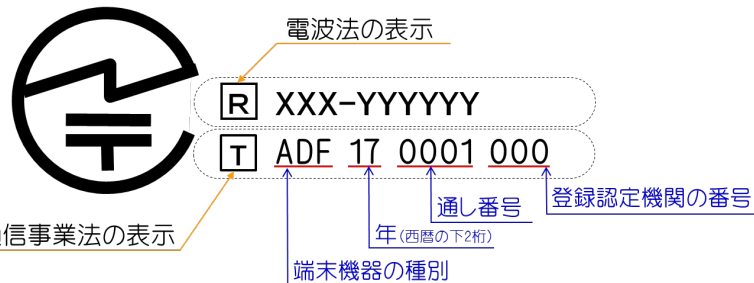 電波法の表示
R XXX-YYYYYY
T ADF 17 0001 000
通し番号
登録認定機関の番号
信事業法の表示
年(西暦の下2桁)
端末機器の種別